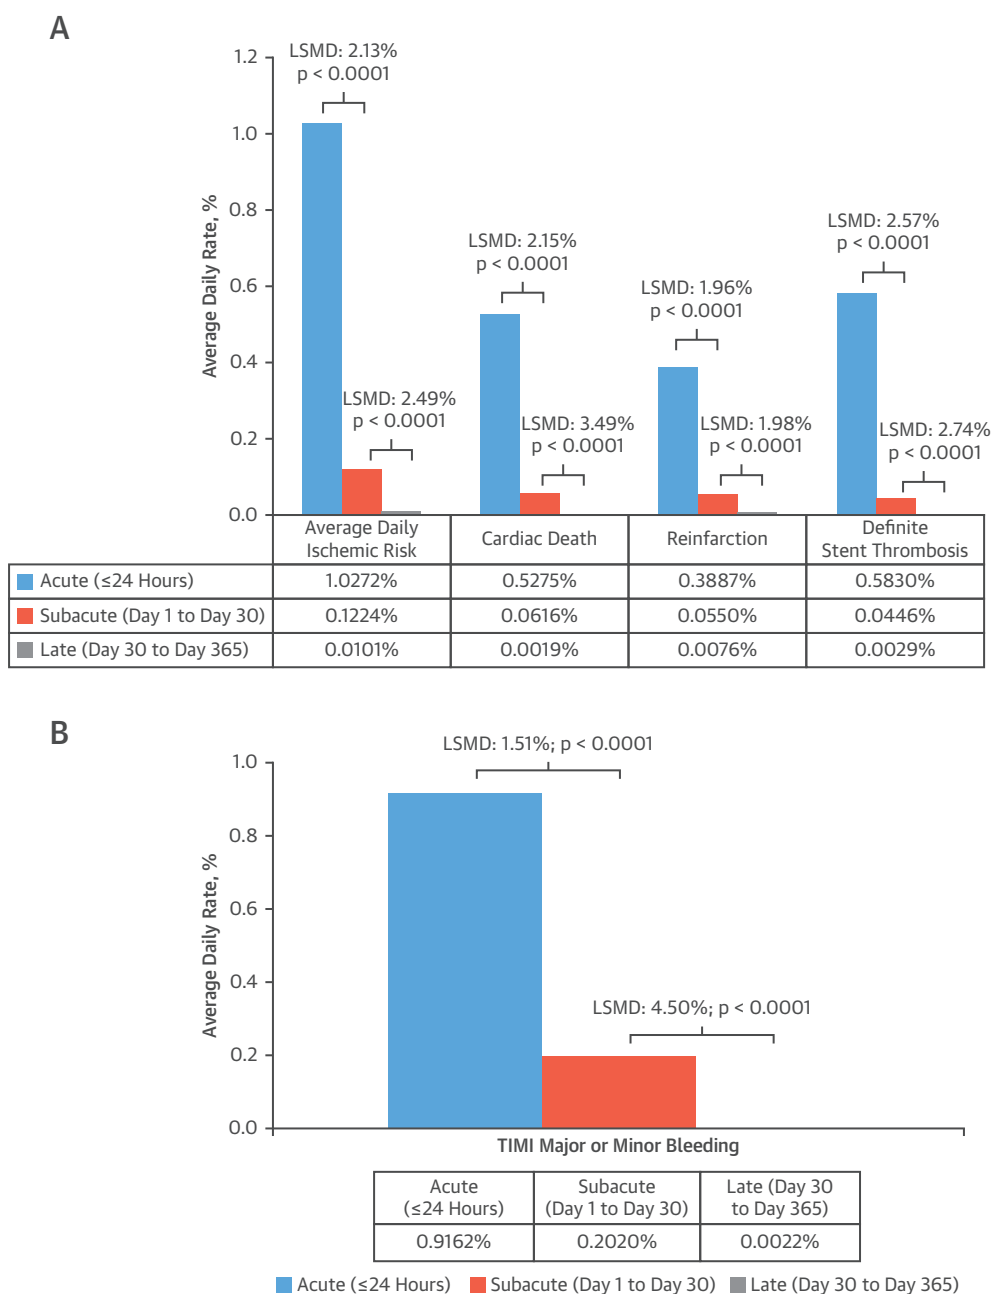 A
LSMD: 2.13%
p < 0.0001
LSMD: 2.15%
p < 0.0001
LSMD: 1.96%
p < 0.0001
LSMD: 2.57%
p < 0.0001
LSMD: 2.49%
p < 0.0001
LSMD: 3.49%
p < 0.0001
LSMD: 1.98%
p < 0.0001
LSMD: 2.74%
p < 0.0001
Average Daily Rate, %
1.2
1.0
0.8
0.6
0.4
0.2
0.0
Average Daily
Ischemic Risk
Cardiac Death
Reinfarction
Definite
Stent Thrombosis
Acute (≤24 Hours) 1.0272% 0.5275% 0.3887% 0.5830%
Subacute (Day 1 to Day 30) 0.1224% 0.0616% 0.0550% 0.0446%
Late (Day 30 to Day 365) 0.0101% 0.0019% 0.0076% 0.0029%
B
LSMD: 1.51%; p < 0.0001
LSMD: 4.50%; p < 0.0001
Average Daily Rate, %
1.0
0.8
0.6
0.4
0.2
0.0
TIMI Major or Minor Bleeding
Acute
(≤24 Hours)
Subacute
(Day 1 to Day 30)
Late (Day 30
to Day 365)
0.9162% 0.2020% 0.0022%
Acute (≤24 Hours) Subacute (Day 1 to Day 30) Late (Day 30 to Day 365)